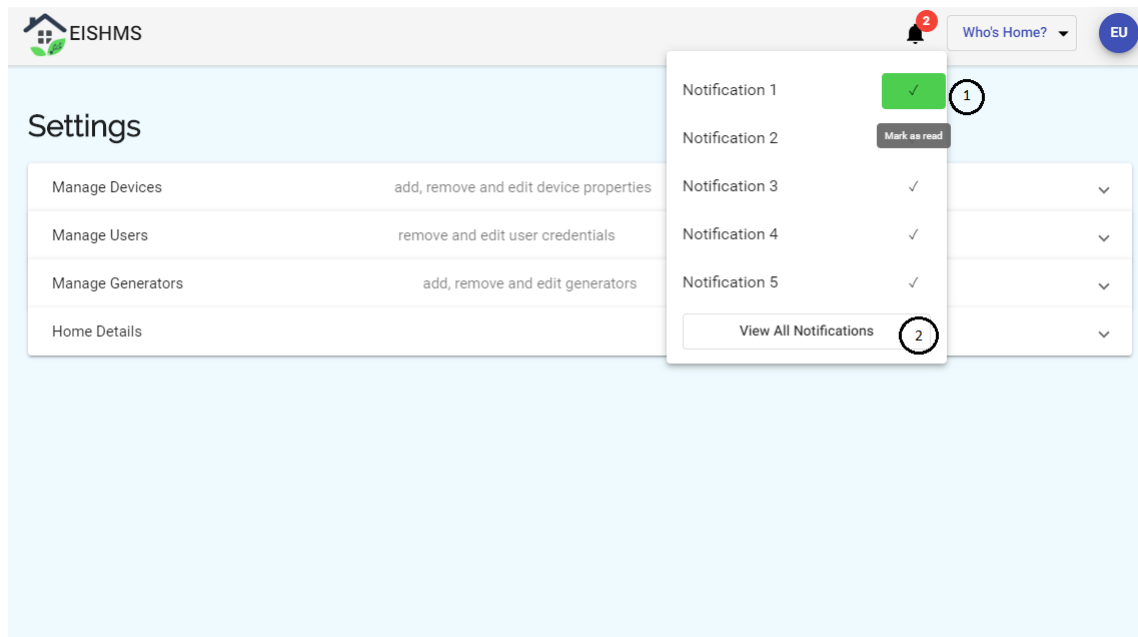 EISHMS
2
Who's Home?
EU
Settings
Notification 1 ✓
1
Notification 2
Mark as read
Notification 3 ✓
Notification 4 ✓
Notification 5 ✓
View All Notifications
2
Manage Devices add, remove and edit device properties
Manage Users remove and edit user credentials
Manage Generators add, remove and edit generators
Home Details